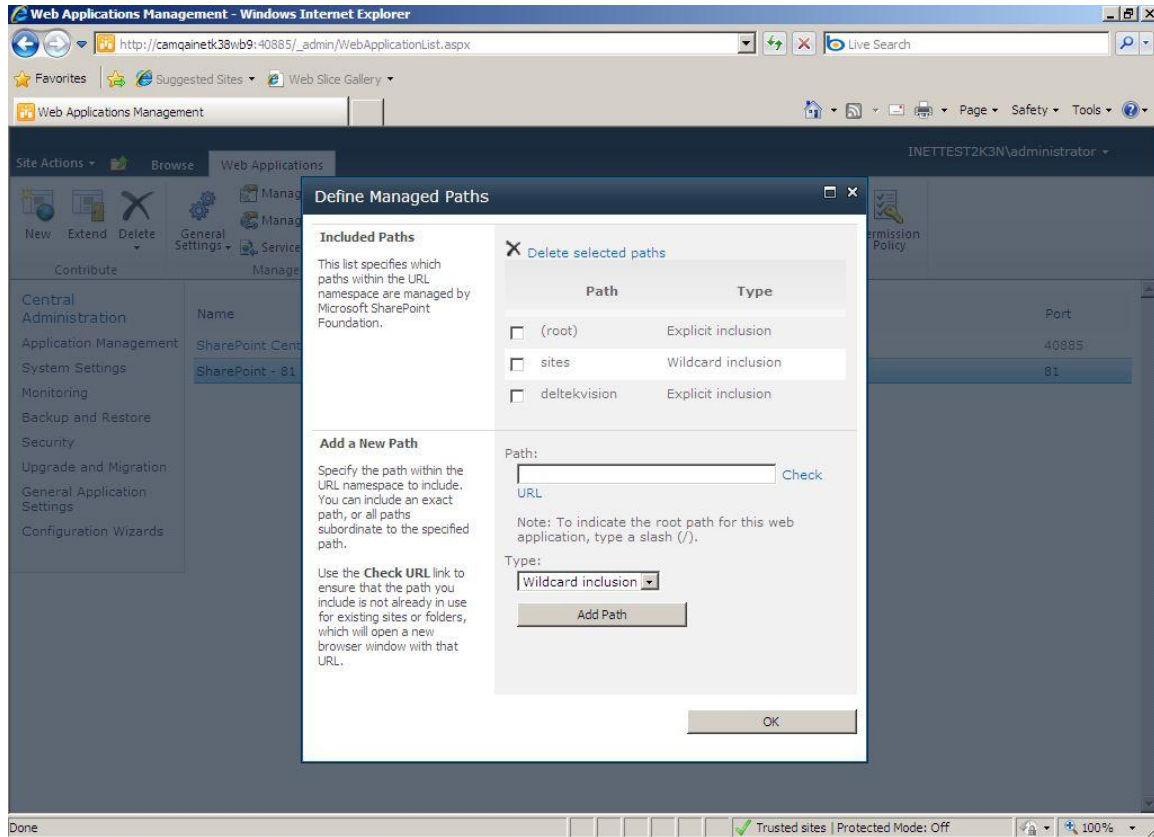 Web Applications Management - Windows Internet Explorer
http://camqainetk38wb9:40885/_admin/WebApplicationList.aspx
Live Search
Favorites
Suggested Sites
Web Slice Gallery
Web Applications Management
Page
Safety
Tools
Site Actions
Browse
Web Applications
INETTEST2K3N\administrator
New
Extend
Delete
General
Settings
Manag
Manag
Service
Contribute
Manage
ermission
Policy
Central
Administration
Application Management
System Settings
Monitoring
Backup and Restore
Security
Upgrade and Migration
General Application
Settings
Configuration Wizards
Name
Port
SharePoint Cent
40885
SharePoint - 81
81
Define Managed Paths
Included Paths
This list specifies which
paths within the URL
namespace are managed by
Microsoft SharePoint
Foundation.
Delete selected paths
Path Type
(root) Explicit inclusion
sites Wildcard inclusion
deltekvision Explicit inclusion
Add a New Path
Specify the path within the
URL namespace to include.
You can include an exact
path, or all paths
subordinate to the specified
path.
Use the Check URL link to
ensure that the path you
include is not already in use
for existing sites or folders,
which will open a new
browser window with that
URL.
Path:
Check
URL
Note: To indicate the root path for this web
application, type a slash (/).
Type:
Wildcard inclusion
Add Path
OK
Done
Trusted sites | Protected Mode: Off
100%